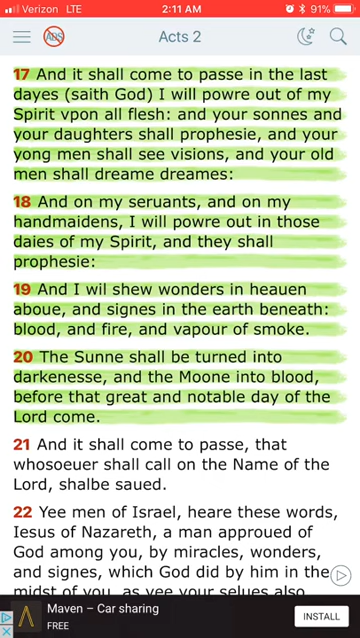 Verizon LTE 2:11 AM 91%
ADS Acts 2
17 And it shall come to passe in the last
dayes (saith God) I will powre out of my
Spirit vpon all flesh: and your sonnes and
your daughters shall prophesie, and your
yong men shall see visions, and your old
men shall dreame dreames:
18 And on my seruants, and on my
handmaidens, I will powre out in those
daies of my Spirit, and they shall
prophesie:
19 And I wil shew wonders in heauen
aboue, and signes in the earth beneath:
blood, and fire, and vapour of smoke.
20 The Sunne shall be turned into
darkenesse, and the Moone into blood,
before that great and notable day of the
Lord come.
21 And it shall come to passe, that
whosoeuer shall call on the Name of the
Lord, shalbe saued.
22 Yee men of Israel, heare these words,
Iesus of Nazareth, a man approued of
God among you, by miracles, wonders,
and signes, which God did by him in the
midst of you, as yee your selues also
Maven – Car sharing
FREE
INSTALL